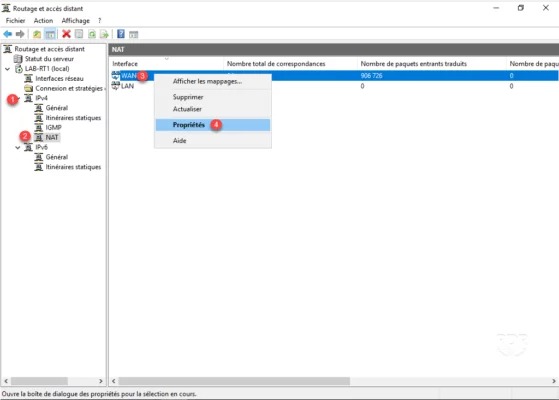 Routage et accès distant
Fichier Action Affichage ?
Routage et accès distant
Statut du serveur
LAB-RT1 (local)
Interfaces réseau
Connexion et stratégies
1 IPv4
Général
Itinéraires statiques
IGMP
2 NAT
IPv6
Général
Itinéraires statiques
NAT
Interface Nombre total de correspondances Nombre de paquets entrants traduits Nombre de paqu
WAN 3 906 726 0
LAN 0 0
Afficher les mappages...
Supprimer
Actualiser
Propriétés 4
Aide
Ouvre la boîte de dialogue des propriétés pour la sélection en cours.